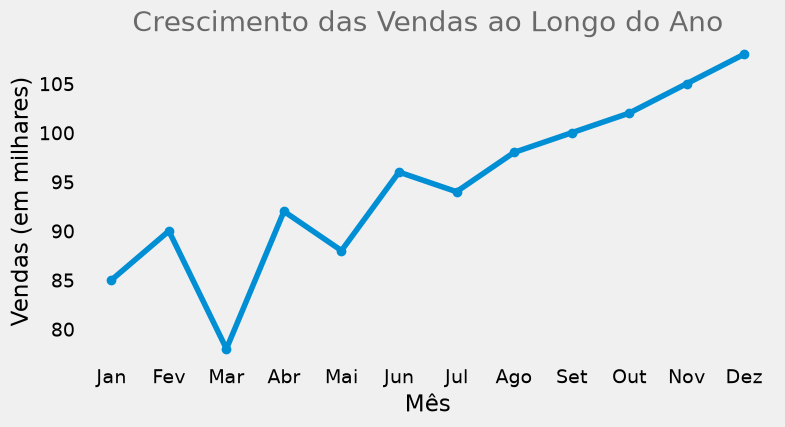 Crescimento das Vendas ao Longo do Ano
Vendas (em milhares)
105
100
95
90
85
80
Jan Fev Mar Abr Mai Jun Jul Ago Set Out Nov Dez
Mês